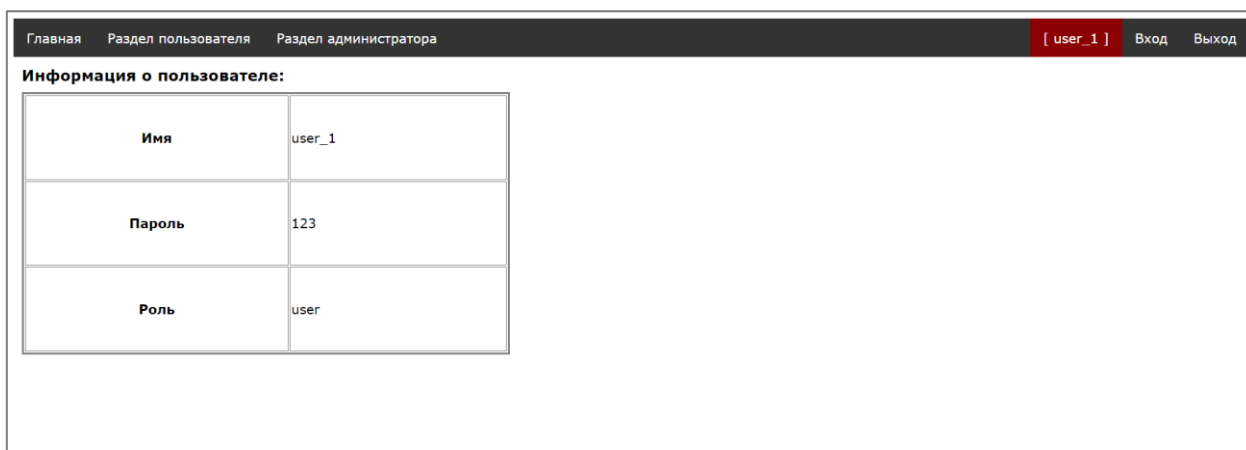 Главная Раздел пользователя Раздел администратора [ user_1 ] Вход Выход
Информация о пользователе:
Имя user_1
Пароль 123
Роль user